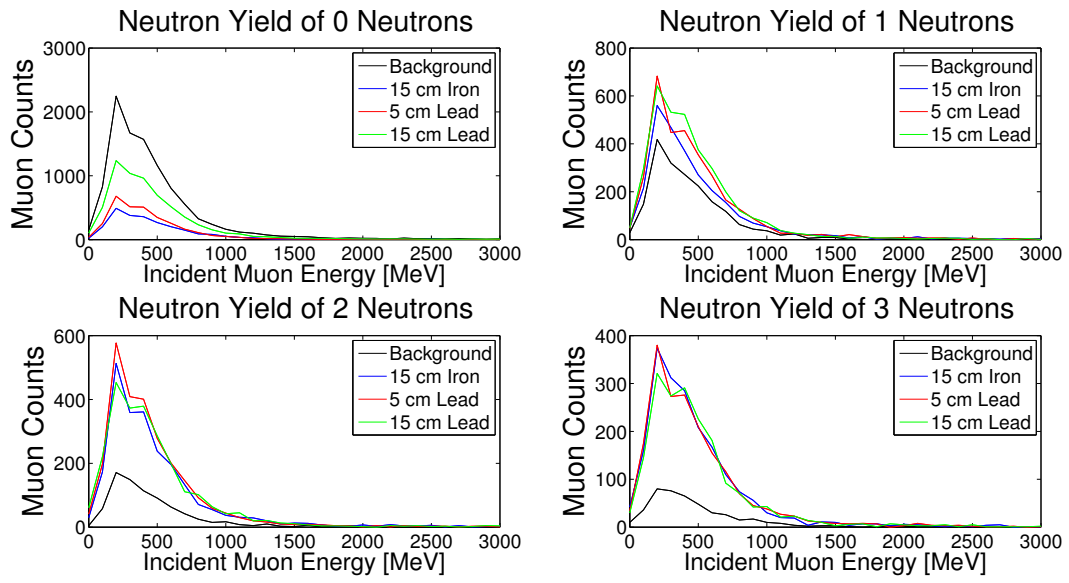 Neutron Yield of 0 Neutrons
3000
2000
1000
0
Muon Counts
Background
15 cm Iron
5 cm Lead
15 cm Lead
0 500 1000 1500 2000 2500 3000
Incident Muon Energy [MeV]
Neutron Yield of 1 Neutrons
800
600
400
200
0
Muon Counts
Background
15 cm Iron
5 cm Lead
15 cm Lead
0 500 1000 1500 2000 2500 3000
Incident Muon Energy [MeV]
Neutron Yield of 2 Neutrons
600
400
200
0
Muon Counts
Background
15 cm Iron
5 cm Lead
15 cm Lead
0 500 1000 1500 2000 2500 3000
Incident Muon Energy [MeV]
Neutron Yield of 3 Neutrons
400
300
200
100
0
Muon Counts
Background
15 cm Iron
5 cm Lead
15 cm Lead
0 500 1000 1500 2000 2500 3000
Incident Muon Energy [MeV]